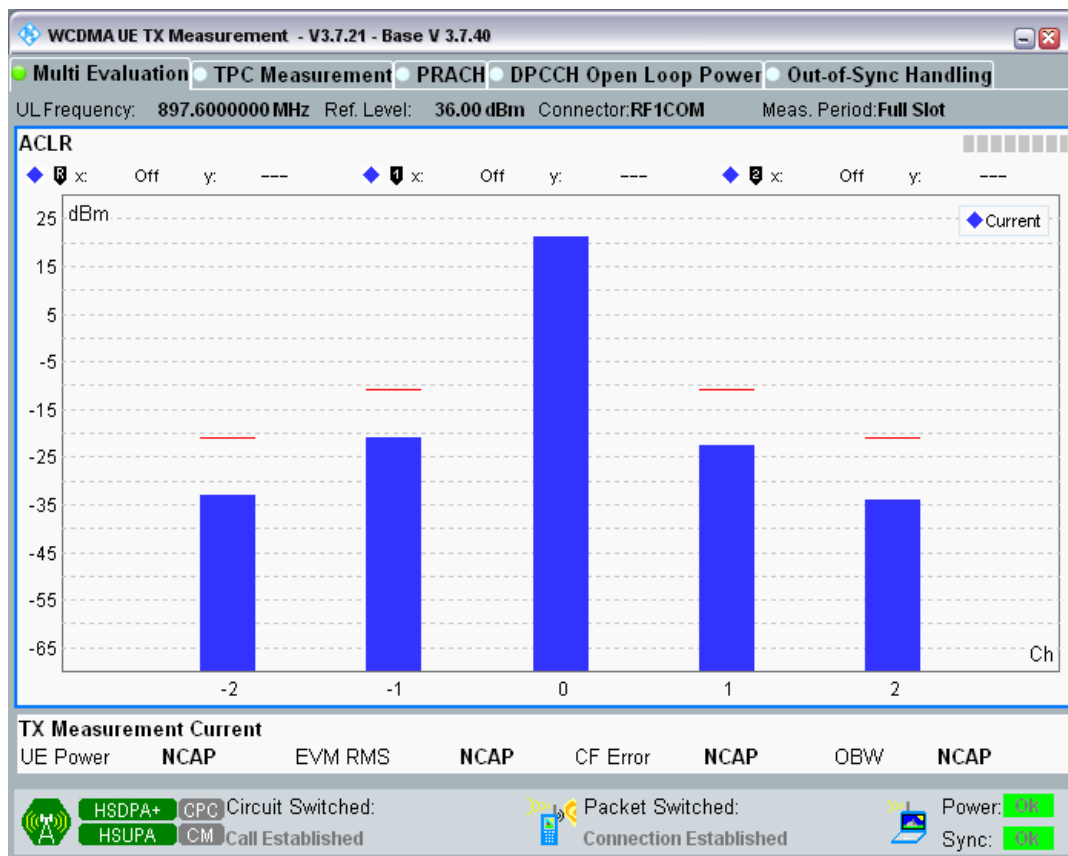 WCDMA UE TX Measurement - V3.7.21 - Base V 3.7.40
Multi Evaluation TPC Measurement PRACH DPCCH Open Loop Power Out-of-Sync Handling
UL Frequency: 897.6000000 MHz Ref. Level: 36.00 dBm Connector:RF1COM Meas. Period:Full Slot
ACLR
R x: Off y: --- 1 x: Off y: --- 2 x: Off y: ---
dBm
Current
25
15
5
-5
-15
-25
-35
-45
-55
-65
Ch
-2 -1 0 1 2
TX Measurement Current
UE Power NCAP EVM RMS NCAP CF Error NCAP OBW NCAP
HSDPA+ CPC Circuit Switched: Packet Switched: Power: OK
HSUPA CM Call Established Connection Established Sync: OK